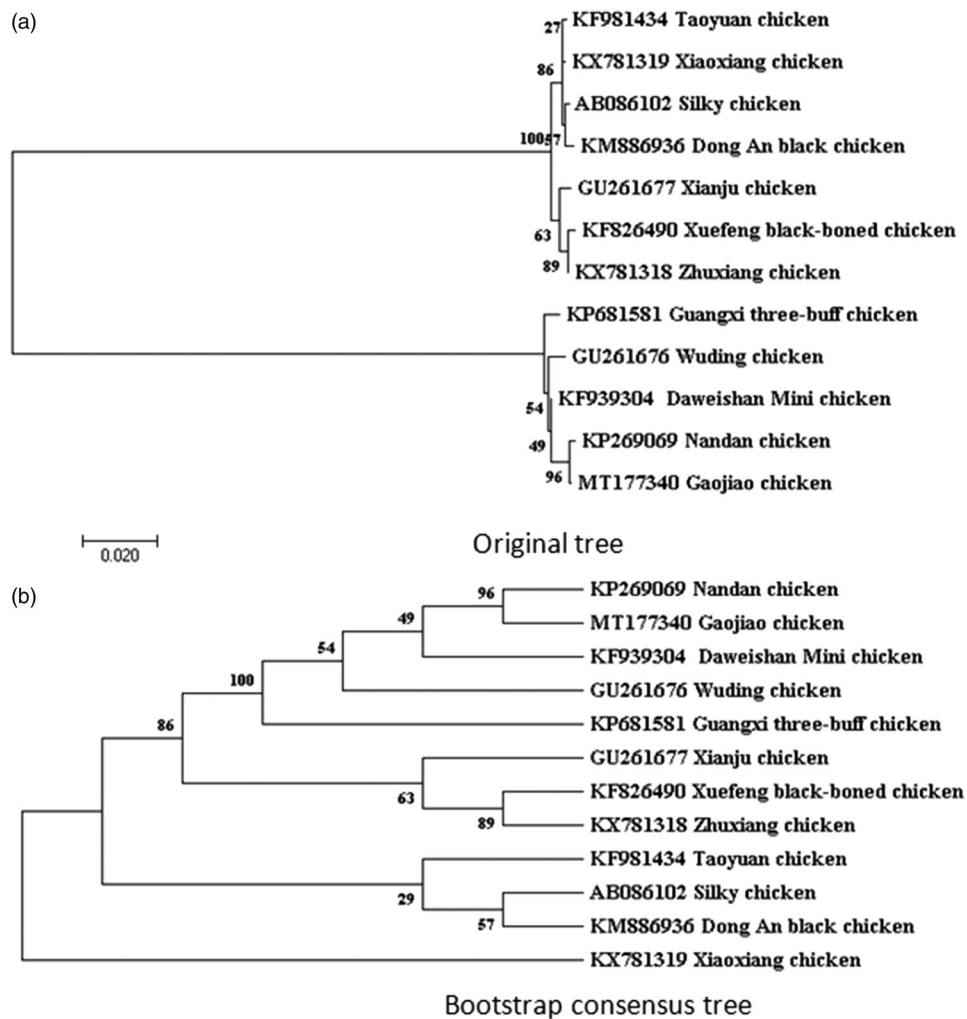 (a)
KF981434 Taoyuan chicken
27
KX781319 Xiaoxiang chicken
86
AB086102 Silky chicken
100
57
KM886936 Dong An black chicken
GU261677 Xianju chicken
63
KF826490 Xuefeng black-boned chicken
89
KX781318 Zhuxiang chicken
KP681581 Guangxi three-buff chicken
GU261676 Wuding chicken
54
KF939304 Daweishan Mini chicken
49
KP269069 Nandan chicken
96
MT177340 Gaojiao chicken
0.020
Original tree
(b)
96
KP269069 Nandan chicken
49
MT177340 Gaojiao chicken
54
KF939304 Daweishan Mini chicken
100
GU261676 Wuding chicken
86
KP681581 Guangxi three-buff chicken
GU261677 Xianju chicken
63
KF826490 Xuefeng black-boned chicken
89
KX781318 Zhuxiang chicken
KF981434 Taoyuan chicken
29
AB086102 Silky chicken
57
KM886936 Dong An black chicken
KX781319 Xiaoxiang chicken
Bootstrap consensus tree